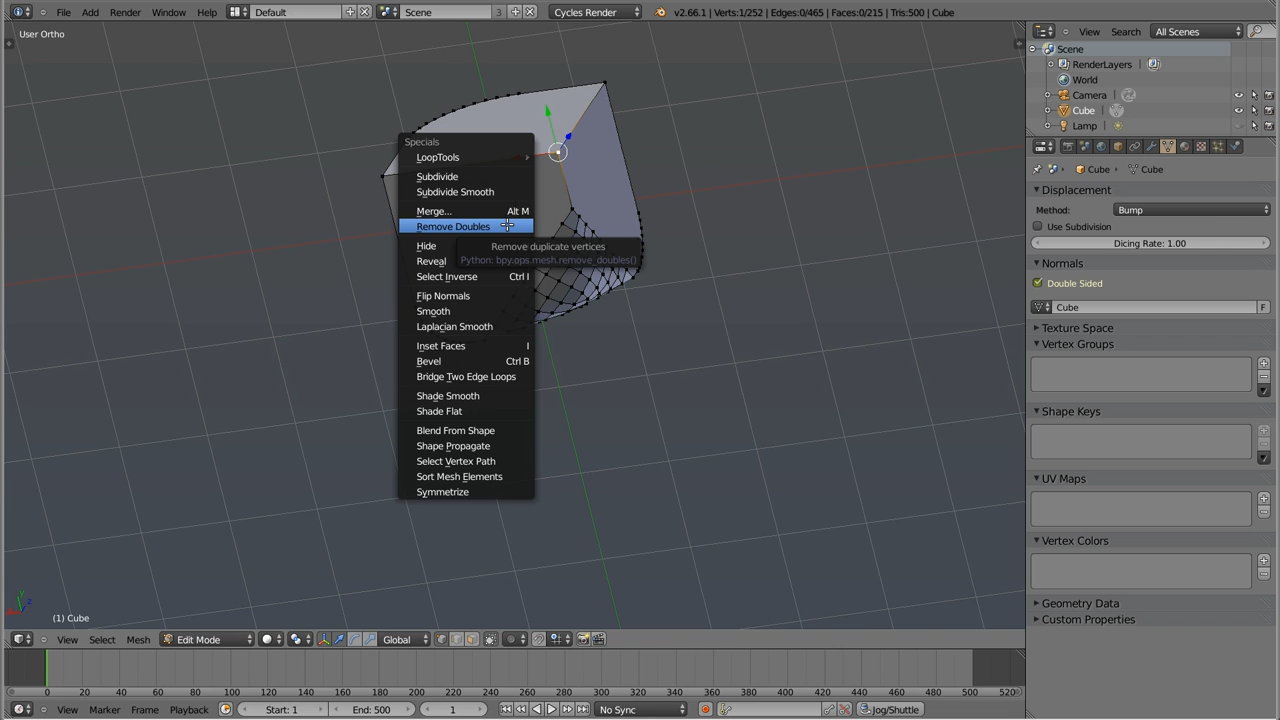 File Add Render Window Help Default Scene 3 Cycles Render v2.66.1 | Verts:1/252 | Edges:0/465 | Faces:0/215 | Tris:500 | Cube
User Ortho
Specials
LoopTools
Subdivide
Subdivide Smooth
Merge... Alt M
Remove Doubles
Hide
Reveal
Select Inverse Ctrl I
Flip Normals
Smooth
Laplacian Smooth
Inset Faces I
Bevel Ctrl B
Bridge Two Edge Loops
Shade Smooth
Shade Flat
Blend From Shape
Shape Propagate
Select Vertex Path
Sort Mesh Elements
Symmetrize
Remove duplicate vertices
Python: bpy.ops.mesh.remove_doubles()
(1) Cube
View Select Mesh Edit Mode Global
0 20 40 60 80 100 120 140 160 180 200 220 240 260 280 300 320 340 360 380 400 420 440 460 480 500 520
View Marker Frame Playback Start: 1 End: 500 1 No Sync Jog/Shuttle
View Search All Scenes
Scene
RenderLayers
World
Camera
Cube
Lamp
Cube Cube
Displacement
Method: Bump
Use Subdivision
Dicing Rate: 1.00
Normals
Double Sided
Cube F
Texture Space
Vertex Groups
Shape Keys
UV Maps
Vertex Colors
Geometry Data
Custom Properties